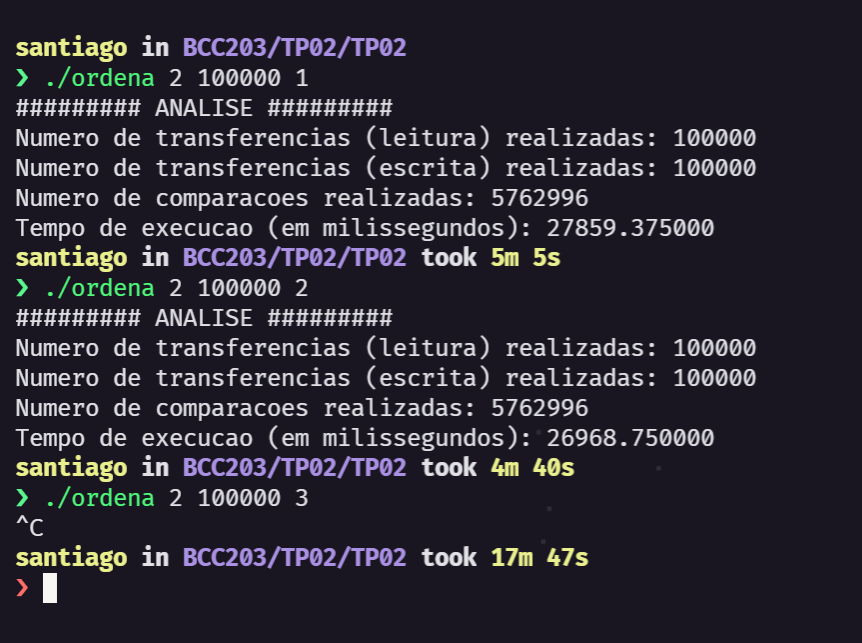 santiago in BCC203/TP02/TP02
❯ ./ordena 2 100000 1
######### ANALISE #########
Numero de transferencias (leitura) realizadas: 100000
Numero de transferencias (escrita) realizadas: 100000
Numero de comparacoes realizadas: 5762996
Tempo de execucao (em milissegundos): 27859.375000
santiago in BCC203/TP02/TP02 took 5m 5s
❯ ./ordena 2 100000 2
######### ANALISE #########
Numero de transferencias (leitura) realizadas: 100000
Numero de transferencias (escrita) realizadas: 100000
Numero de comparacoes realizadas: 5762996
Tempo de execucao (em milissegundos): 26968.750000
santiago in BCC203/TP02/TP02 took 4m 40s
❯ ./ordena 2 100000 3
^C
santiago in BCC203/TP02/TP02 took 17m 47s
❯